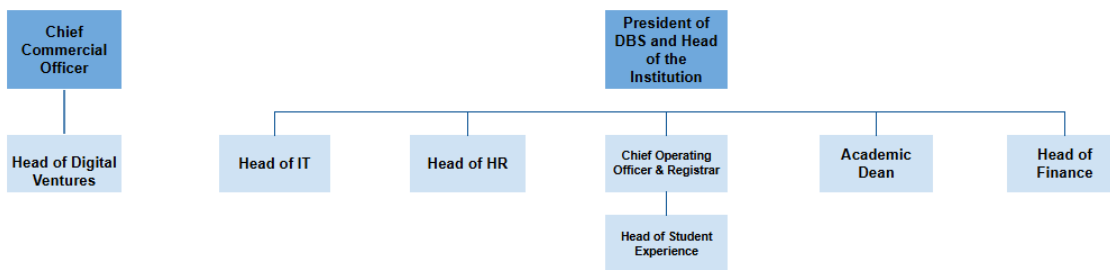 Chief
Commercial
Officer
President of
DBS and Head
of the
Institution
Head of Digital
Ventures
Head of IT
Head of HR
Chief Operating
Officer & Registrar
Academic
Dean
Head of
Finance
Head of Student
Experience